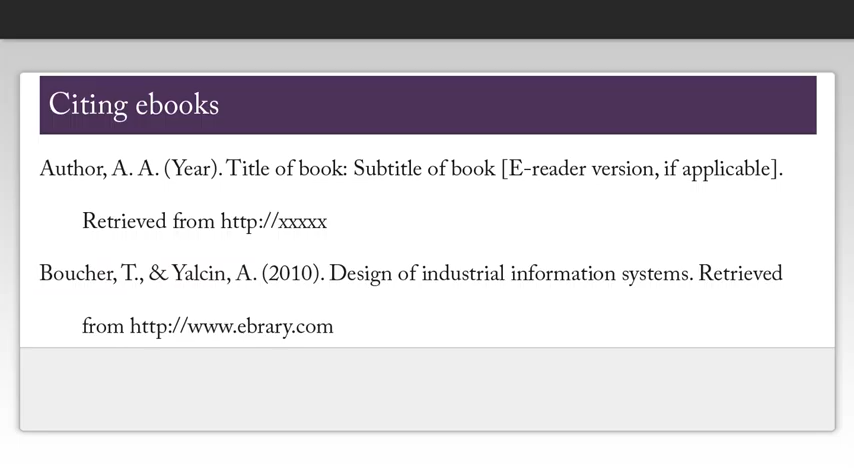 Citing ebooks
Author, A. A. (Year). Title of book: Subtitle of book [E-reader version, if applicable].
Retrieved from http://xxxxx
Boucher, T., & Yalcin, A. (2010). Design of industrial information systems. Retrieved
from http://www.ebrary.com